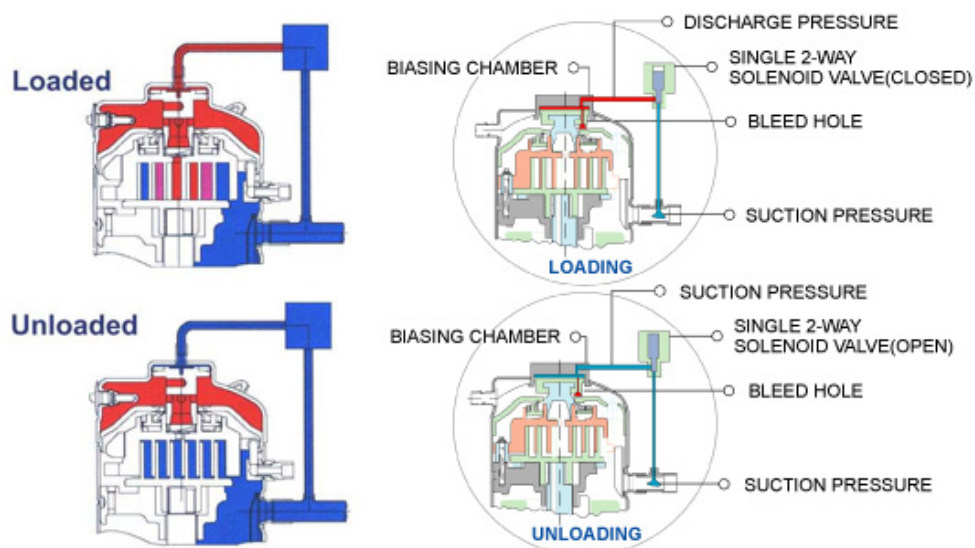 Loaded
DISCHARGE PRESSURE
BIASING CHAMBER
SINGLE 2-WAY
SOLENOID VALVE(CLOSED)
BLEED HOLE
SUCTION PRESSURE
LOADING
Unloaded
SUCTION PRESSURE
BIASING CHAMBER
SINGLE 2-WAY
SOLENOID VALVE(OPEN)
BLEED HOLE
SUCTION PRESSURE
UNLOADING